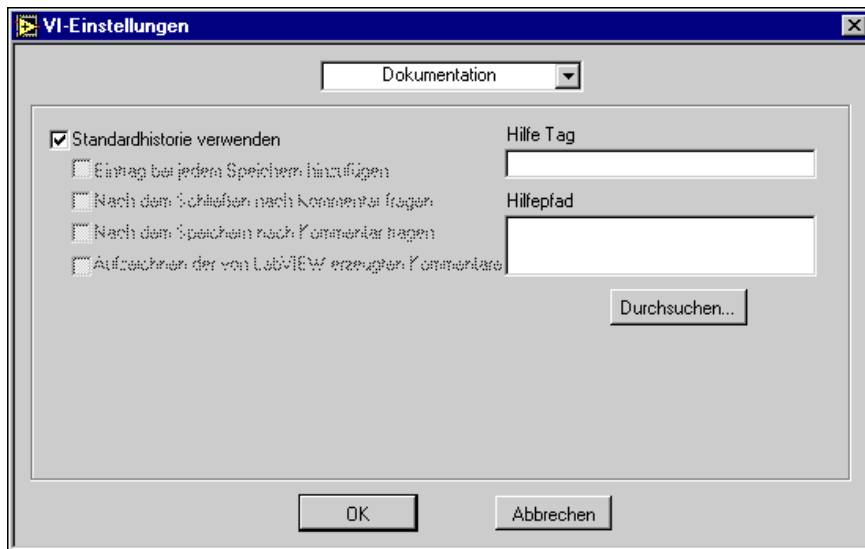 VI-Einstellungen
Dokumentation
Standardhistorie verwenden
Eintrag bei jedem Speichern hinzufügen
Nach dem Schließen nach Kommentar fragen
Nach dem Speichern nach Kommentar fragen
Aufzeichnen der von LabVIEW erzeugten Kommentare
Hilfe Tag
Hilfepfad
Durchsuchen...
OK
Abbrechen